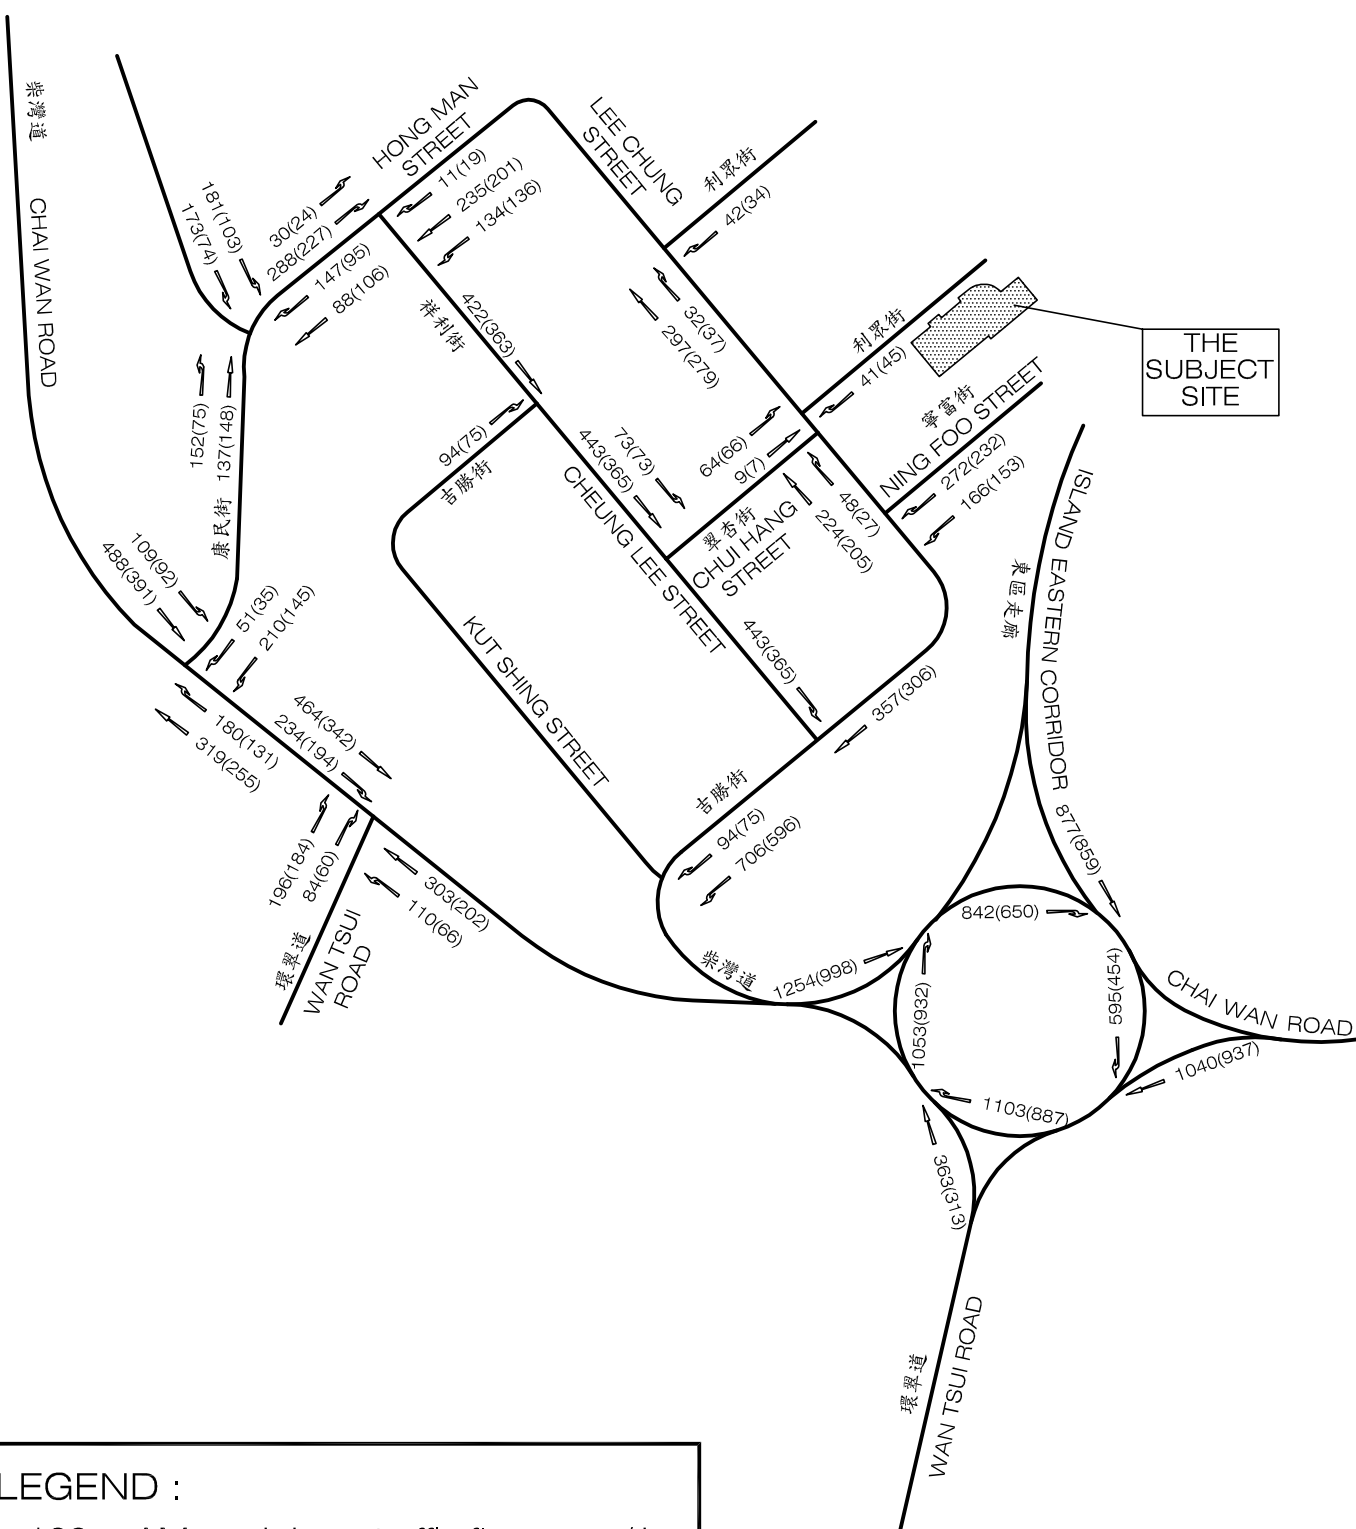 柴灣道
CHAI WAN ROAD
181(103)
173(74)
30(24)
288(227)
HONG MAN
STREET
11(19)
235(201)
134(136)
147(95)
88(106)
LEE CHUNG
STREET
利眾街
42(34)
祥利街
422(363)
32(37)
297(279)
利眾街
41(45)
THE
SUBJECT
SITE
寧富街
NING FOO STREET
272(232)
166(153)
152(75)
137(148)
康民街
94(75)
吉勝街
443(365)
73(73)
64(66)
9(7)
翠杏街
CHUI HANG
STREET
48(27)
224(205)
CHEUNG LEE STREET
ISLAND EASTERN CORRIDOR
東區走廊
109(92)
488(391)
51(35)
210(145)
KUT SHING STREET
443(365)
357(306)
180(131)
319(255)
464(342)
234(194)
196(184)
84(60)
303(202)
110(66)
環翠道
WAN TSUI
ROAD
吉勝街
94(75)
706(596)
877(859)
柴灣道
1254(998)
842(650)
1053(932)
595(454)
1103(887)
CHAI WAN ROAD
1040(937)
363(313)
環翠道
WAN TSUI ROAD
LEGEND :